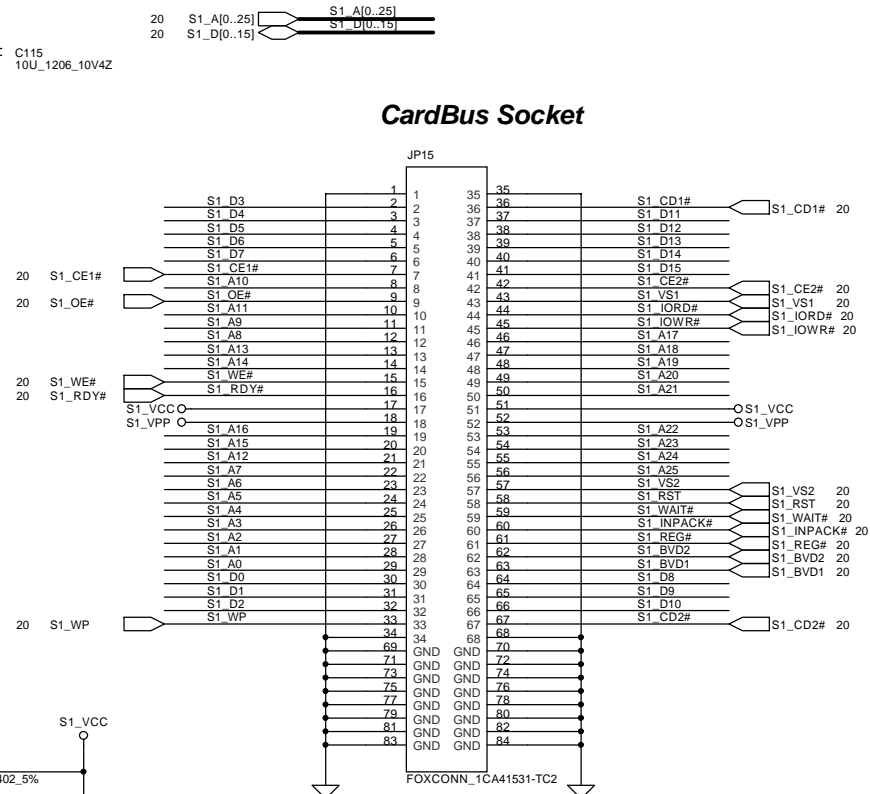 20 S1_A[0..25] S1_A[0..25]
20 S1_D[0..15] S1_D[0..15]
C115
10U_1206_10V4Z
CardBus Socket
JP15
1 1 35 35
S1_D3 2 2 36 36 S1_CD1# S1_CD1# 20
S1_D4 3 3 37 37 S1_D11
S1_D5 4 4 38 38 S1_D12
S1_D6 5 5 39 39 S1_D13
S1_D7 6 6 40 40 S1_D14
20 S1_CE1# S1_CE1# 7 7 41 41 S1_D15
S1_A10 8 8 42 42 S1_CE2# S1_CE2# 20
20 S1_OE# S1_OE# 9 9 43 43 S1_VS1 S1_VS1 20
S1_A11 10 10 44 44 S1_IORD# S1_IORD# 20
S1_A9 11 11 45 45 S1_IOWR# S1_IOWR# 20
S1_A8 12 12 46 46 S1_A17
S1_A13 13 13 47 47 S1_A18
S1_A14 14 14 48 48 S1_A19
20 S1_WE# S1_WE# 15 15 49 49 S1_A20
20 S1_RDY# S1_RDY# 16 16 50 50 S1_A21
S1_VCC 17 17 51 51 S1_VCC
S1_VPP 18 18 52 52 S1_VPP
S1_A16 19 19 53 53 S1_A22
S1_A15 20 20 54 54 S1_A23
S1_A12 21 21 55 55 S1_A24
S1_A7 22 22 56 56 S1_A25
S1_A6 23 23 57 57 S1_VS2 S1_VS2 20
S1_A5 24 24 58 58 S1_RST S1_RST 20
S1_A4 25 25 59 59 S1_WAIT# S1_WAIT# 20
S1_A3 26 26 60 60 S1_INPACK# S1_INPACK# 20
S1_A2 27 27 61 61 S1_REG# S1_REG# 20
S1_A1 28 28 62 62 S1_BVD2 S1_BVD2 20
S1_A0 29 29 63 63 S1_BVD1 S1_BVD1 20
S1_D0 30 30 64 64 S1_D8
S1_D1 31 31 65 65 S1_D9
S1_D2 32 32 66 66 S1_D10
20 S1_WP S1_WP 33 33 67 67 S1_CD2# S1_CD2# 20
34 34 68 68
69 GND GND 70
71 GND GND 72
73 GND GND 74
75 GND GND 76
77 GND GND 78
79 GND GND 80
81 GND GND 82
83 GND GND 84
S1_VCC
402_5%
FOXCONN_1CA41531-TC2